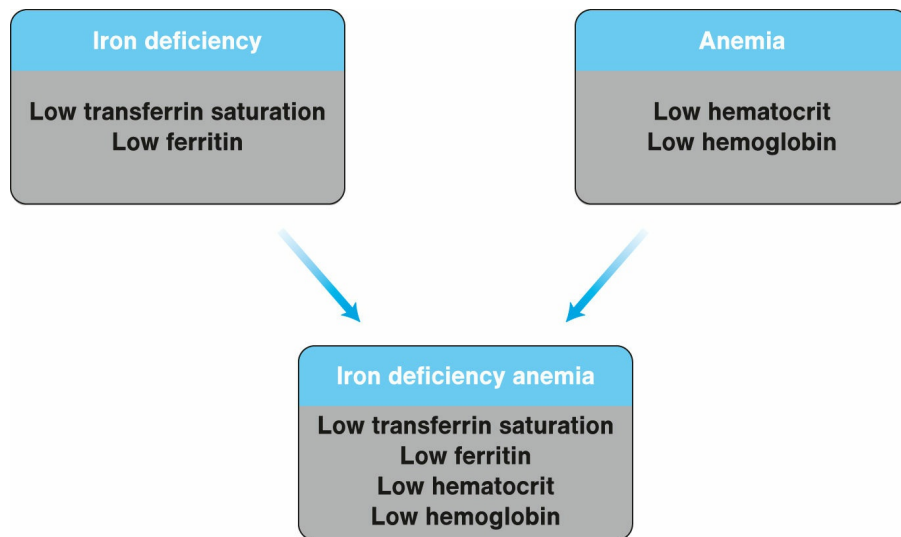 Iron deficiency
Low transferrin saturation
Low ferritin
Anemia
Low hematocrit
Low hemoglobin
Iron deficiency anemia
Low transferrin saturation
Low ferritin
Low hematocrit
Low hemoglobin